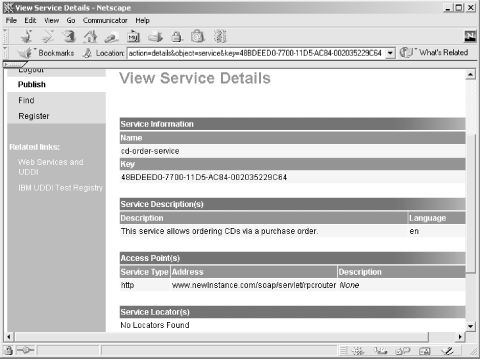 View Service Details - Netscape
File Edit View Go Communicator Help
Bookmarks Location: action=details&object=service&key=48BDEED0-7700-11D5-AC84-002035229C64 What's Related
Logout
Publish
Find
Register
Related links:
Web Services and
UDDI
IBM UDDI Test Registry
View Service Details
Service Information
Name
cd-order-service
Key
48BDEED0-7700-11D5-AC84-002035229C64
Service Description(s)
Description Language
This service allows ordering CDs via a purchase order. en
Access Point(s)
Service Type Address Description
http www.newInstance.com/soap/servlet/rpcrouter None
Service Locator(s)
No Locators Found